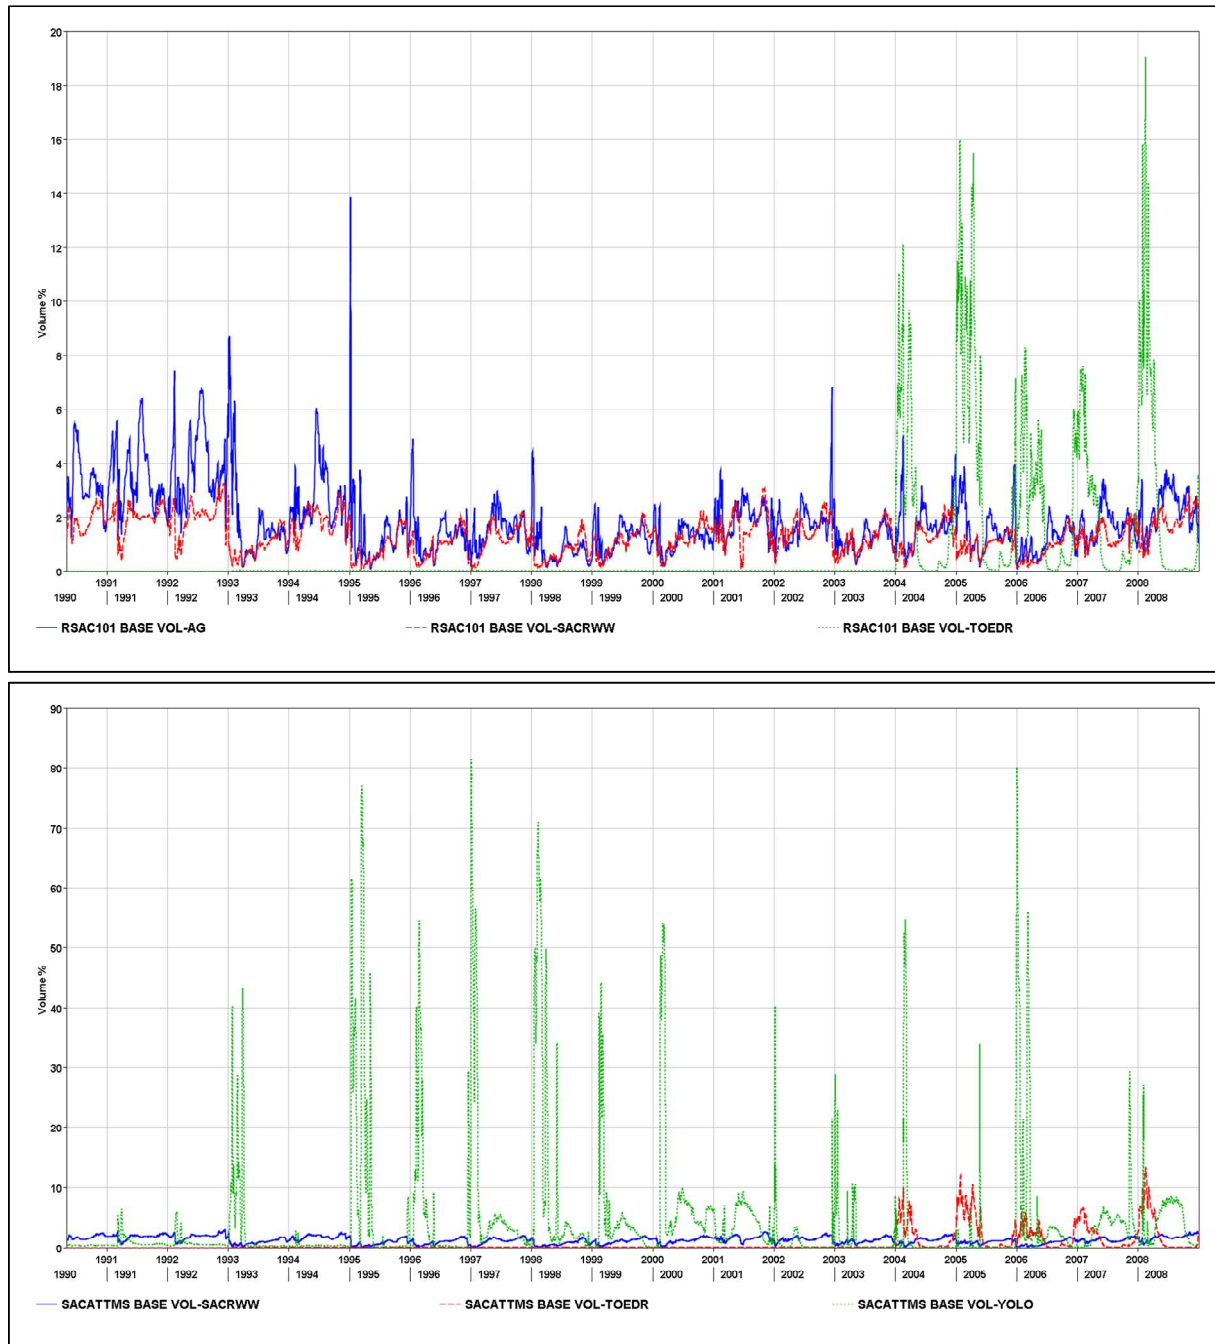 20
18
16
14
12
10
8
6
4
2
0
Volume %
1991 1992 1993 1994 1995 1996 1997 1998 1999 2000 2001 2002 2003 2004 2005 2006 2007 2008
1990 1991 1992 1993 1994 1995 1996 1997 1998 1999 2000 2001 2002 2003 2004 2005 2006 2007 2008
RSAC101 BASE VOL-AG RSAC101 BASE VOL-SACRWW RSAC101 BASE VOL-TOEDR
90
80
70
60
50
40
30
20
10
0
Volume %
1991 1992 1993 1994 1995 1996 1997 1998 1999 2000 2001 2002 2003 2004 2005 2006 2007 2008
1990 1991 1992 1993 1994 1995 1996 1997 1998 1999 2000 2001 2002 2003 2004 2005 2006 2007 2008
SACATTMS BASE VOL-SACRWW SACATTMS BASE VOL-TOEDR SACATTMS BASE VOL-YOLO